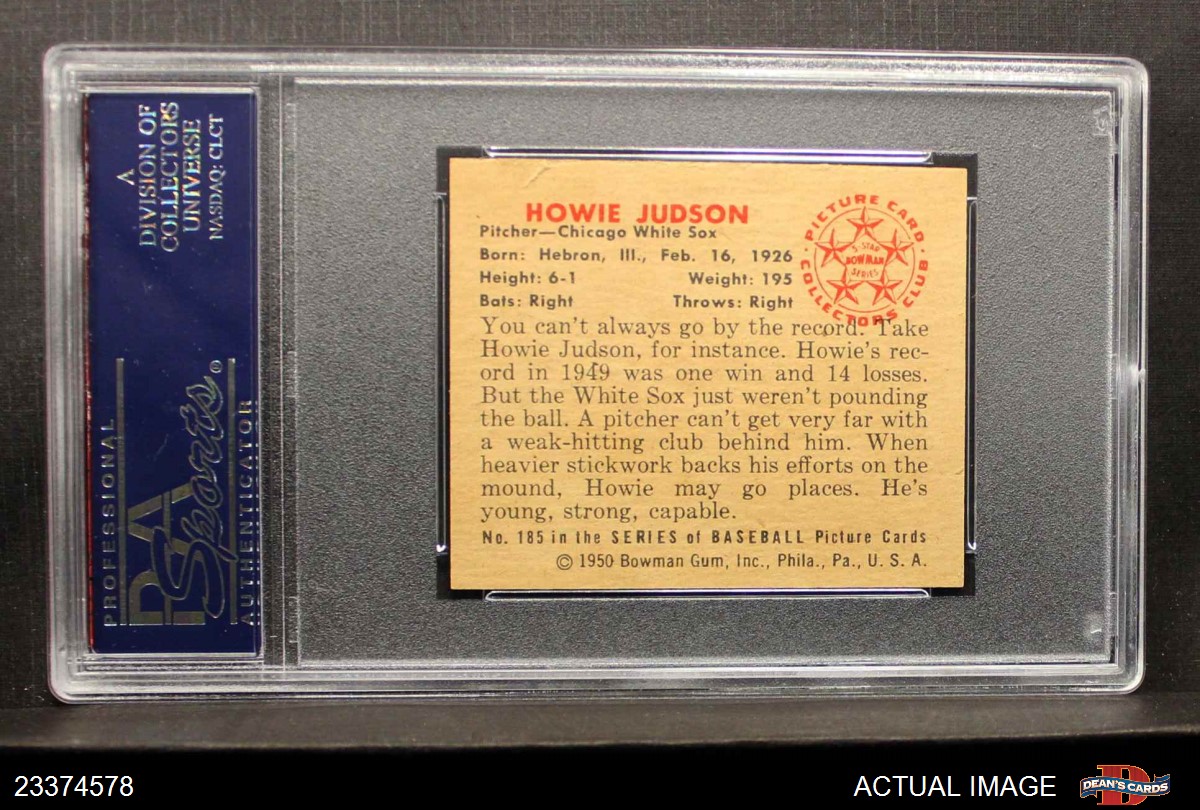 A
DIVISION OF
COLLECTORS
UNIVERSE
NASDAQ: CLCT
PROFESSIONAL
PSA
Sports®
AUTHENTICATOR
HOWIE JUDSON
Pitcher—Chicago White Sox
Born: Hebron, Ill., Feb. 16, 1926
Height: 6-1 Weight: 195
Bats: Right Throws: Right
PICTURE CARD
COLLECTORS CLUB
5-STAR
BOWMAN
SERIES
You can't always go by the record. Take
Howie Judson, for instance. Howie's rec-
ord in 1949 was one win and 14 losses.
But the White Sox just weren't pounding
the ball. A pitcher can't get very far with
a weak-hitting club behind him. When
heavier stickwork backs his efforts on the
mound, Howie may go places. He's
young, strong, capable.
No. 185 in the SERIES of BASEBALL Picture Cards
© 1950 Bowman Gum, Inc., Phila., Pa., U. S. A.
23374578
ACTUAL IMAGE
D
DEAN'S CARDS